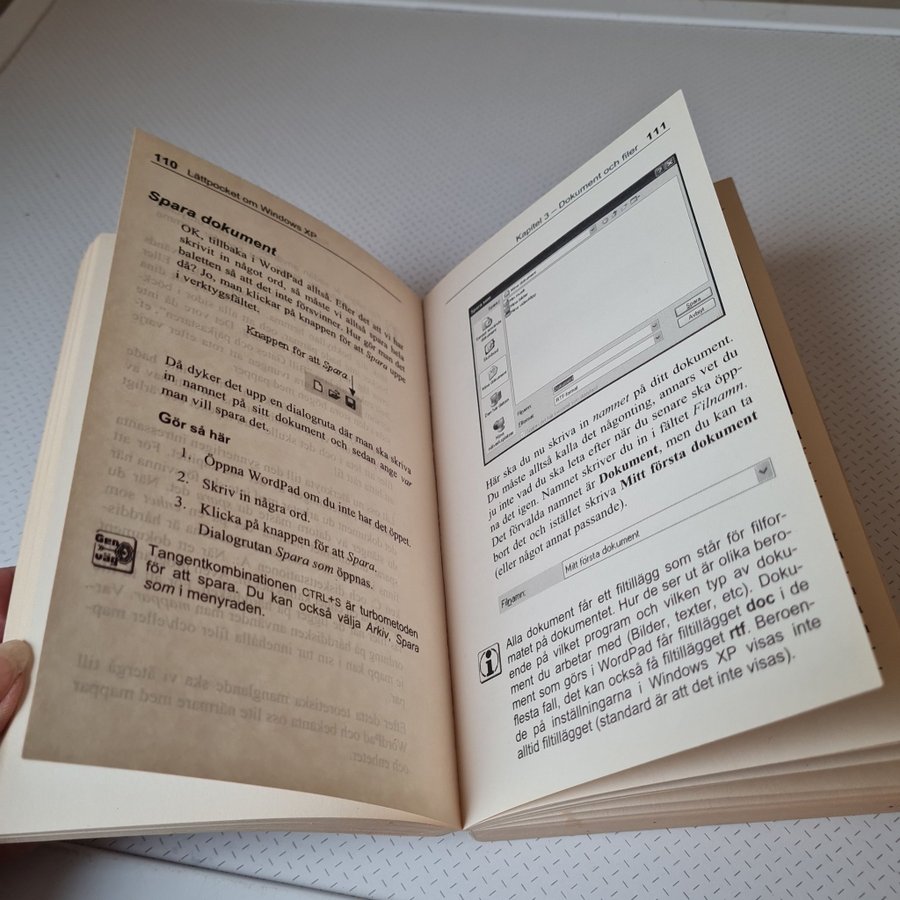 110 Lättpocket om Windows XP
Spara dokument
OK, tillbaka i WordPad alltså. Efter det att vi har
skrivit in något ord, så måste vi alltså spara hela
baletten så att det inte försvinner. Hur gör man det
då? Jo, man klickar på knappen för att Spara uppe
i verktygsfältet.
Knappen för att Spara.
Då dyker det upp en dialogruta där man ska skriva
in namnet på sitt dokument och sedan ange var
man vill spara det.
Gör så här
1. Öppna WordPad om du inte har det öppet.
2. Skriv in några ord.
3. Klicka på knappen för att Spara.
Dialogrutan Spara som öppnas.
Gen
väg
Tangentkombinationen CTRL+S är turbometoden
för att spara. Du kan också välja Arkiv, Spara
som i menyraden.
Kapitel 3 – Dokument och filer 111
Spara
Avbryt
Filnamn:
Här ska du nu skriva in namnet på ditt dokument.
Du måste alltså kalla det någonting, annars vet du
ju inte vad du ska leta efter när du senare ska öpp-
na det igen. Namnet skriver du in i fältet Filnamn.
Det förvalda namnet är Dokument, men du kan ta
bort det och istället skriva Mitt första dokument
(eller något annat passande).
Filnamn: Mitt första dokument
Alla dokument får ett filtillägg som står för filfor-
matet på dokumentet. Hur de ser ut är olika bero-
ende på vilket program och vilken typ av doku-
ment du arbetar med (Bilder, texter, etc). Doku-
ment som görs i WordPad får filtillägget doc i de
flesta fall, det kan också få filtillägget rtf. Beroen-
de på inställningarna i Windows XP visas inte
alltid filtillägget (standard är att det inte visas).